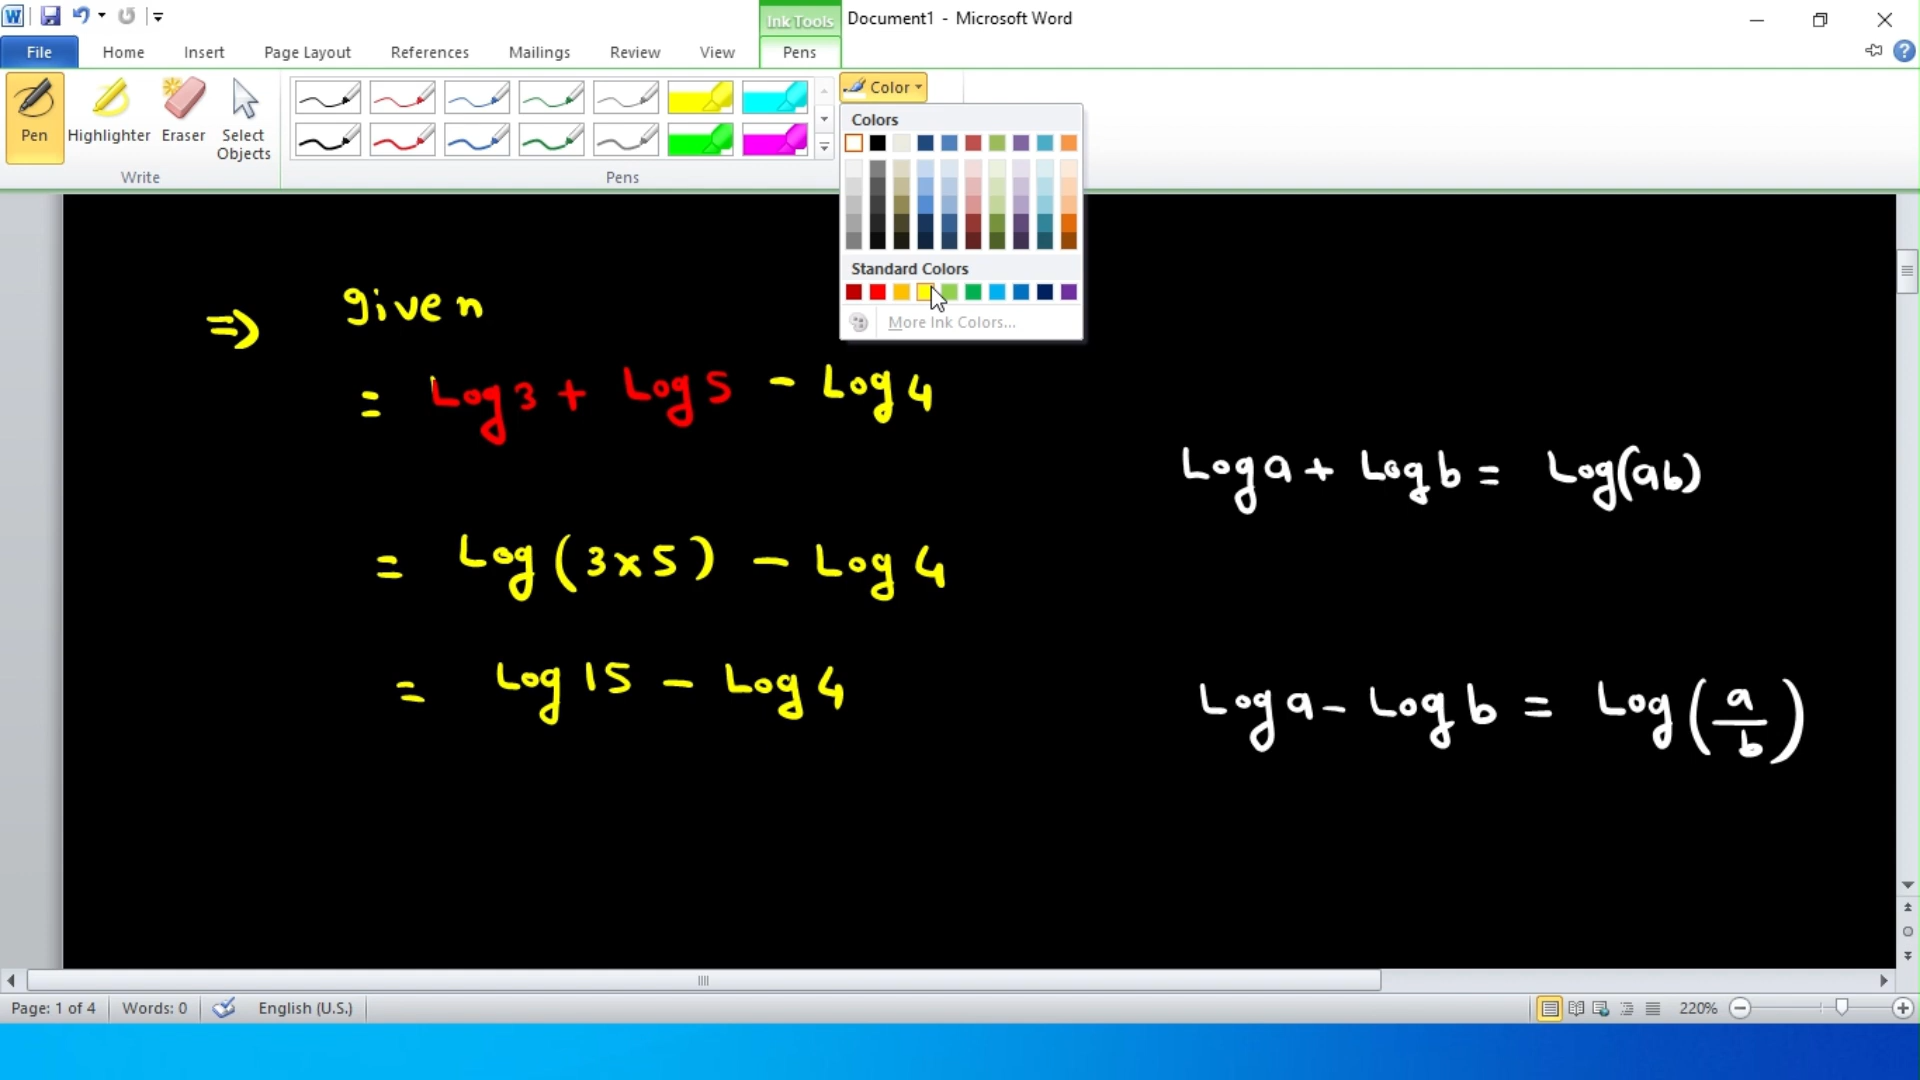 Ink Tools Document1 - Microsoft Word
File Home Insert Page Layout References Mailings Review View Pens
Pen Highlighter Eraser Select Objects
Color
Write Pens
Colors
Standard Colors
More Ink Colors...
⇒ given
= Log 3 + Log 5 - Log 4
Log a + Log b = Log(ab)
= Log (3 x 5) - Log 4
= Log 15 - Log 4
Log a - Log b = Log (a/b)
Page: 1 of 4 Words: 0 English (U.S.) 220%